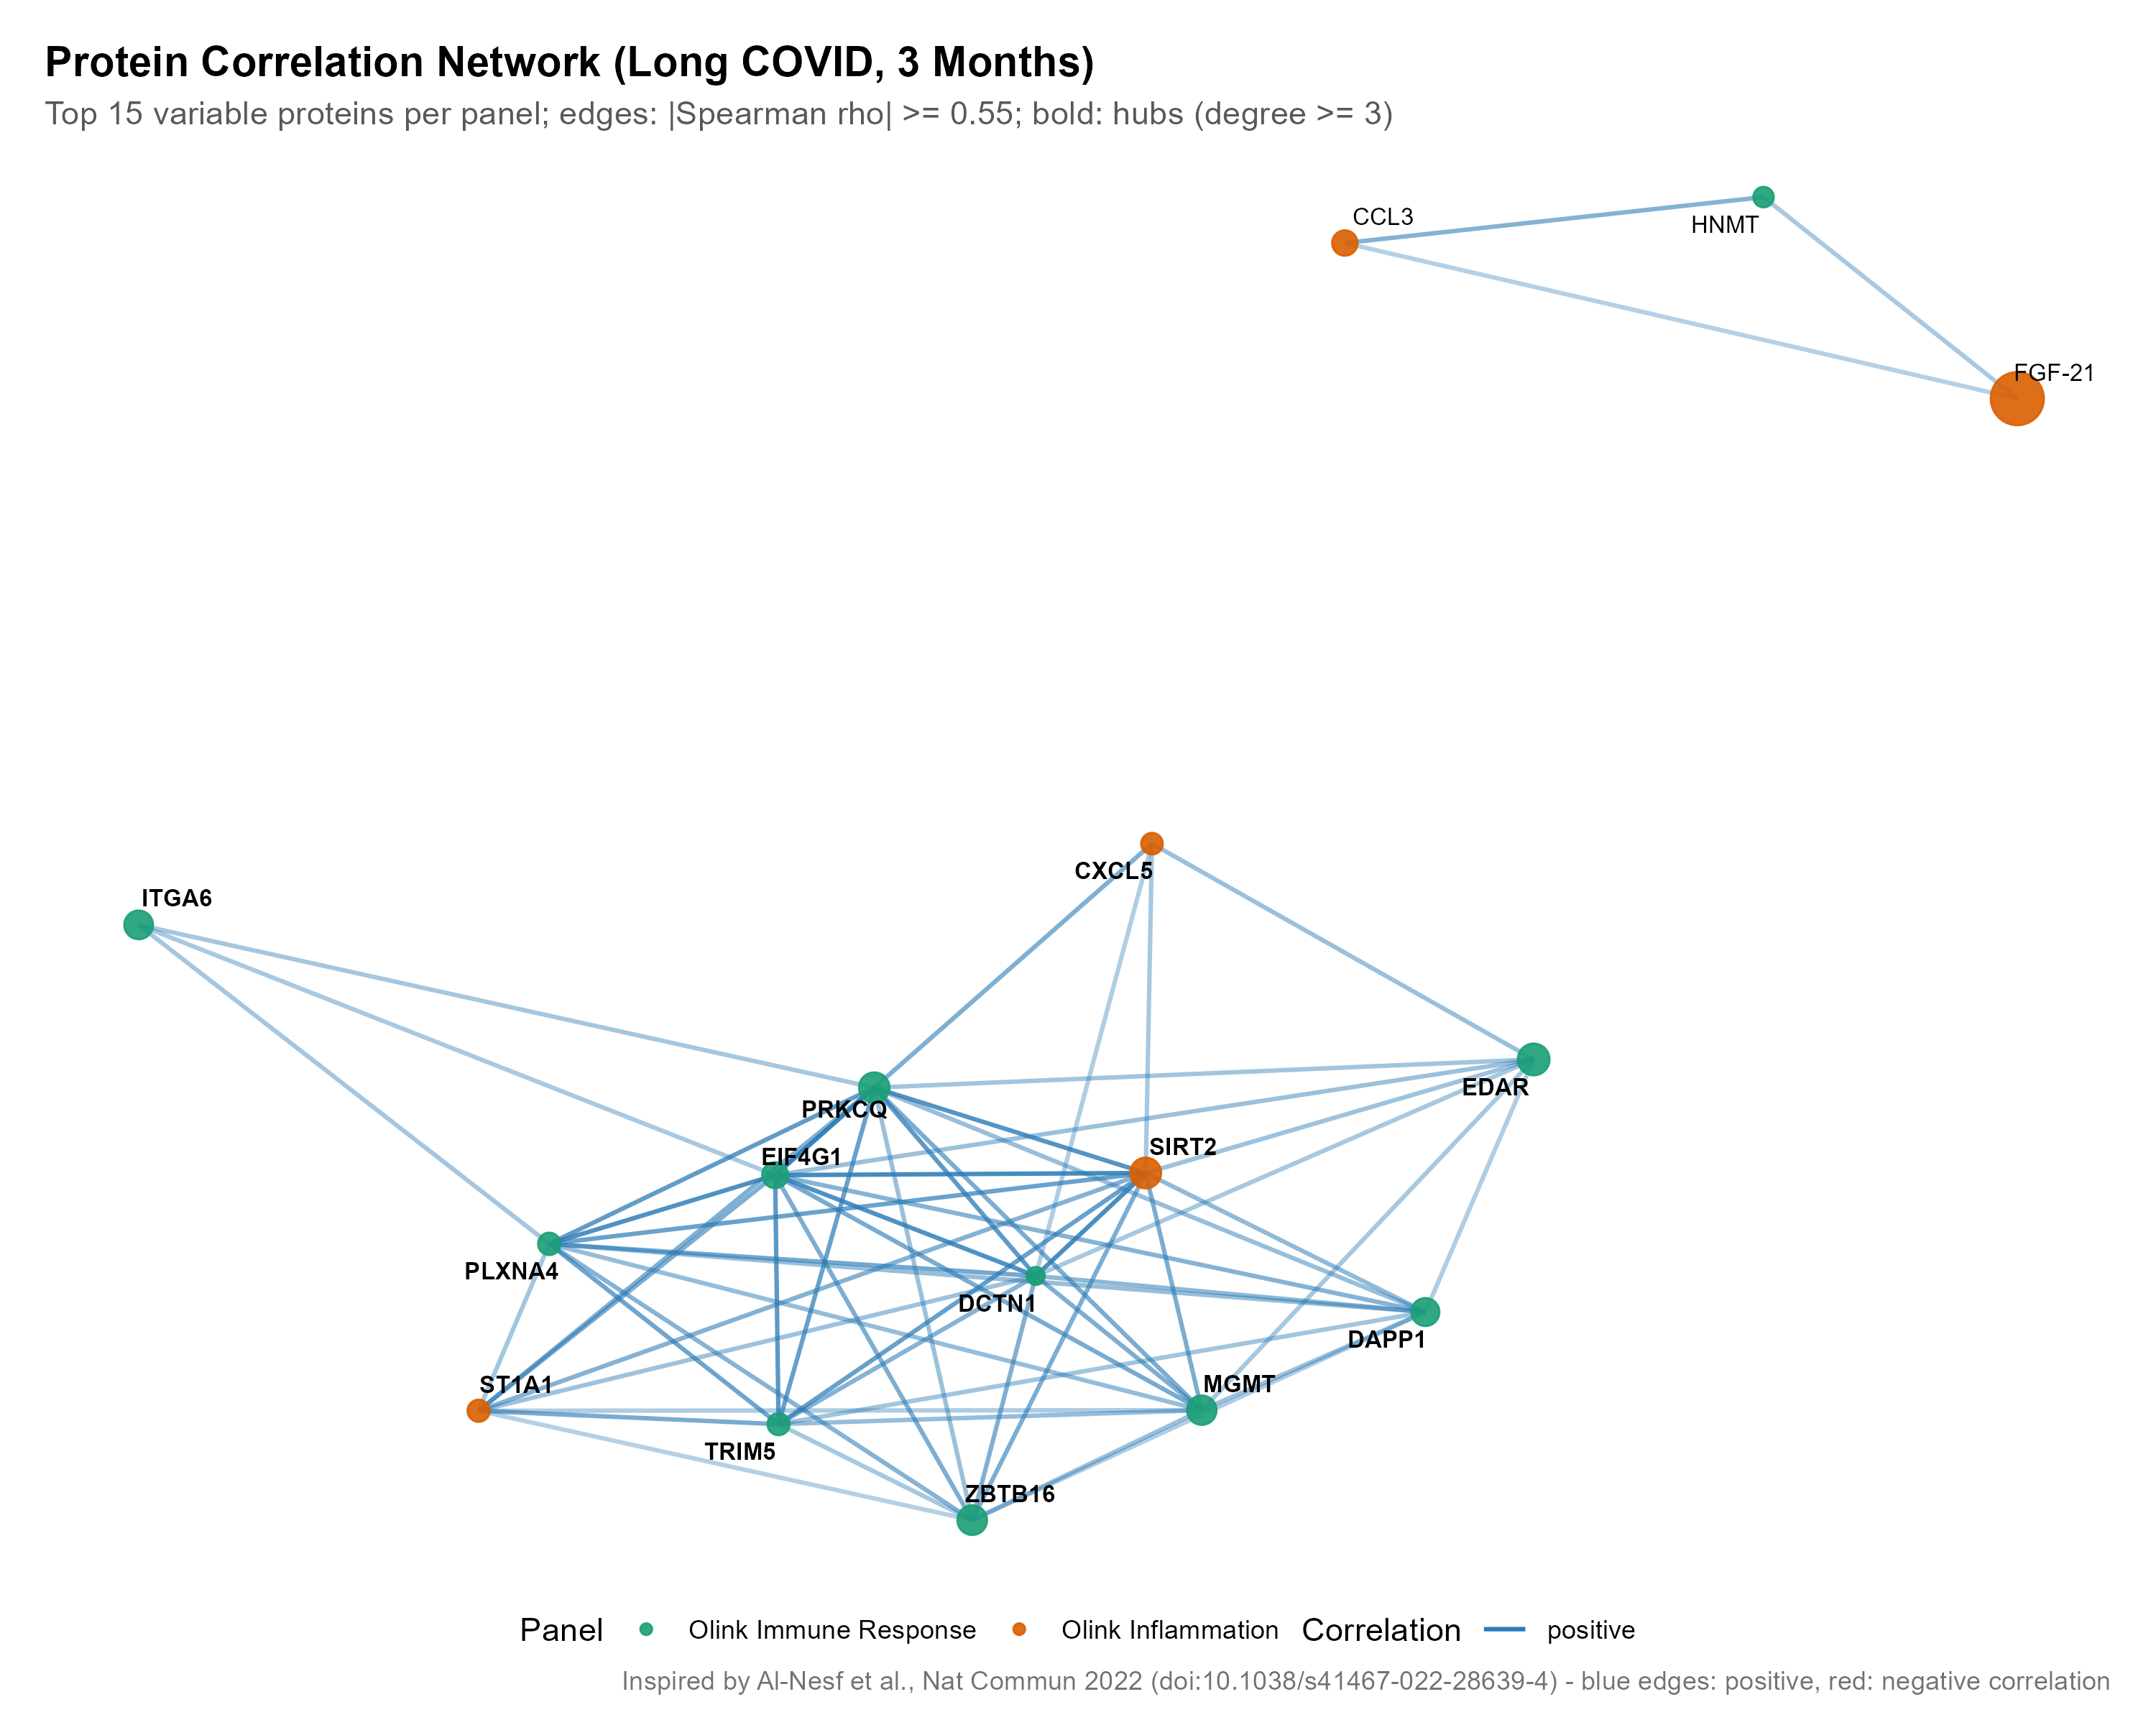 Protein Correlation Network (Long COVID, 3 Months)
Top 15 variable proteins per panel; edges: |Spearman rho| >= 0.55; bold: hubs (degree >= 3)
CCL3
HNMT
FGF-21
CXCL5
ITGA6
EDAR
PRKCQ
SIRT2
EIF4G1
PLXNA4
DCTN1
DAPP1
ST1A1
MGMT
TRIM5
ZBTB16
Panel Olink Immune Response Olink Inflammation Correlation positive
Inspired by Al-Nesf et al., Nat Commun 2022 (doi:10.1038/s41467-022-28639-4) - blue edges: positive, red: negative correlation